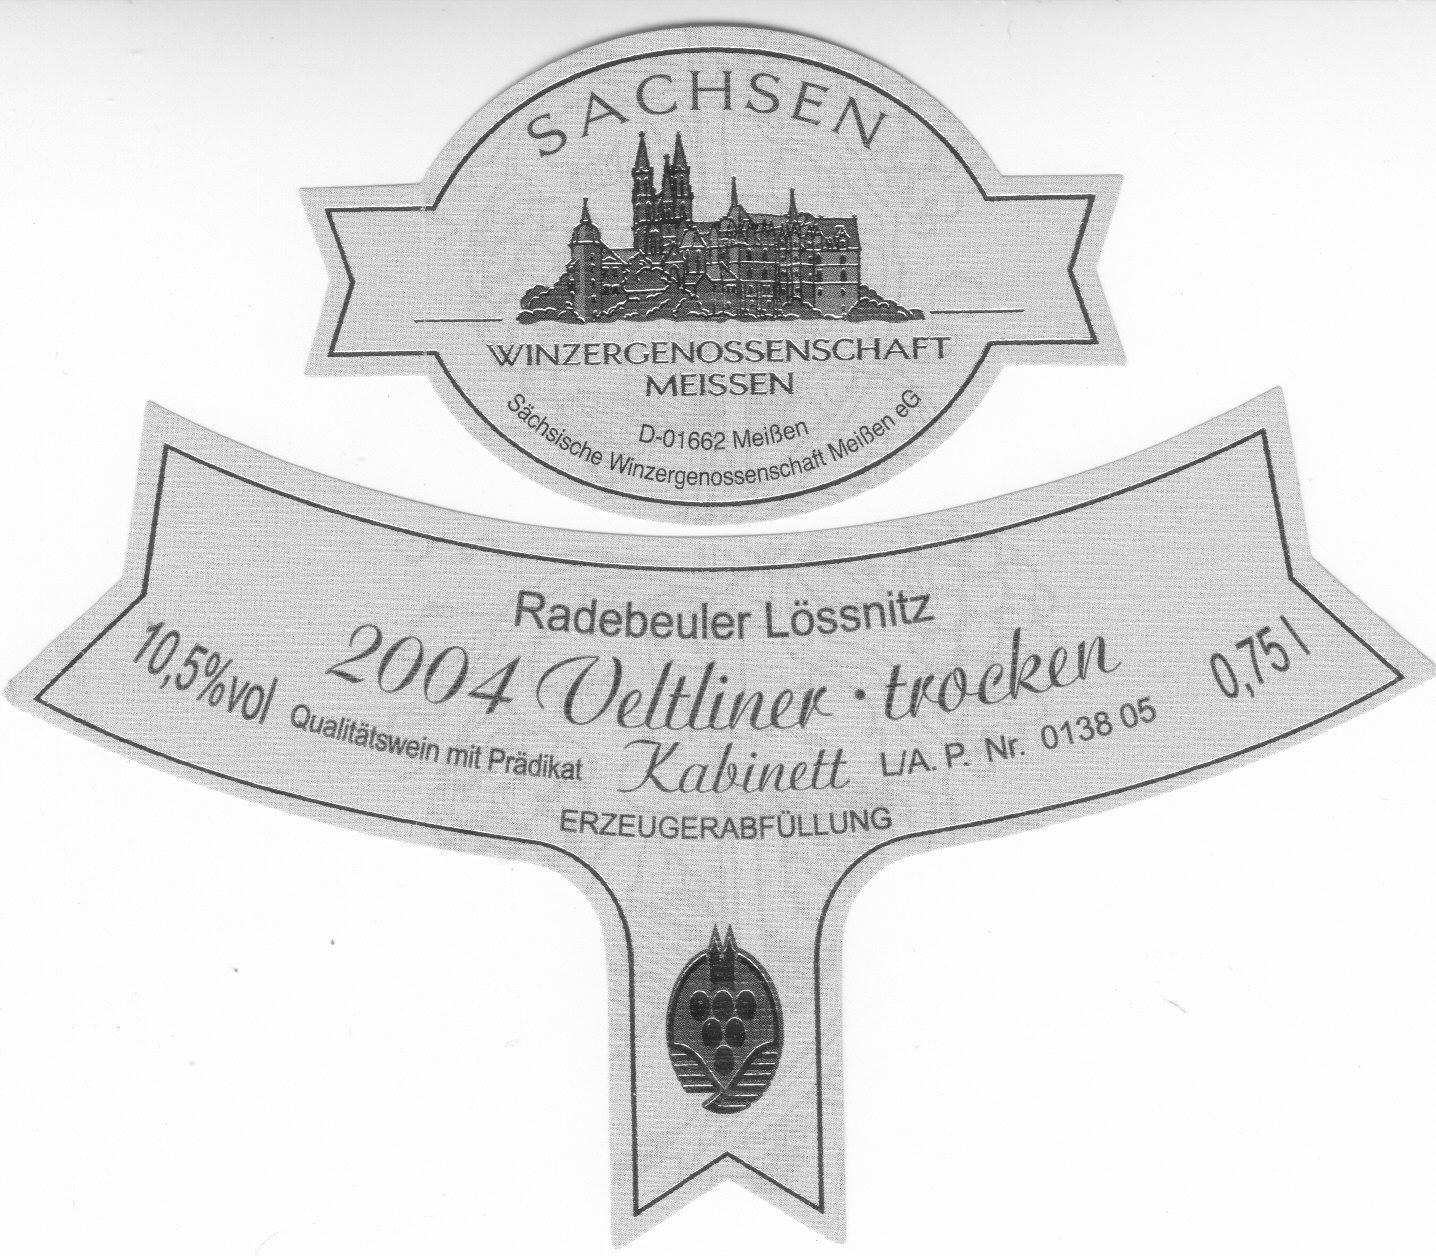 SACHSEN
WINZERGENOSSENSCHAFT
MEISSEN
D-01662 Meißen
Sächsische Winzergenossenschaft Meißen eG
Radebeuler Lössnitz
2004 Veltliner · trocken
10,5%vol
0,75 l
Qualitätswein mit Prädikat
Kabinett
L/A. P. Nr. 0138 05
ERZEUGERABFÜLLUNG